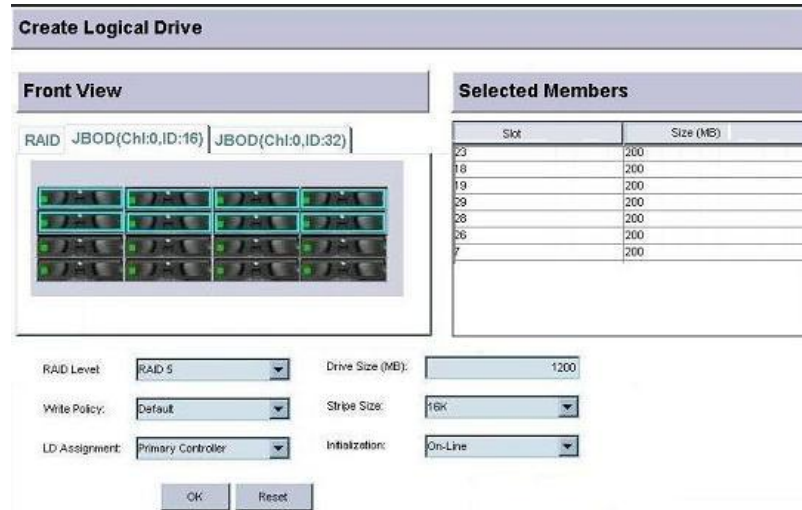 Create Logical Drive
Front View
RAID JBOD(Chl:0,ID:16) JBOD(Chl:0,ID:32)
Selected Members
Slot Size (MB)
23 200
18 200
19 200
29 200
28 200
26 200
7 200
RAID Level: RAID 5 Drive Size (MB): 1200
Write Policy: Default Stripe Size: 16K
LD Assignment: Primary Controller Initialization: On-Line
OK Reset